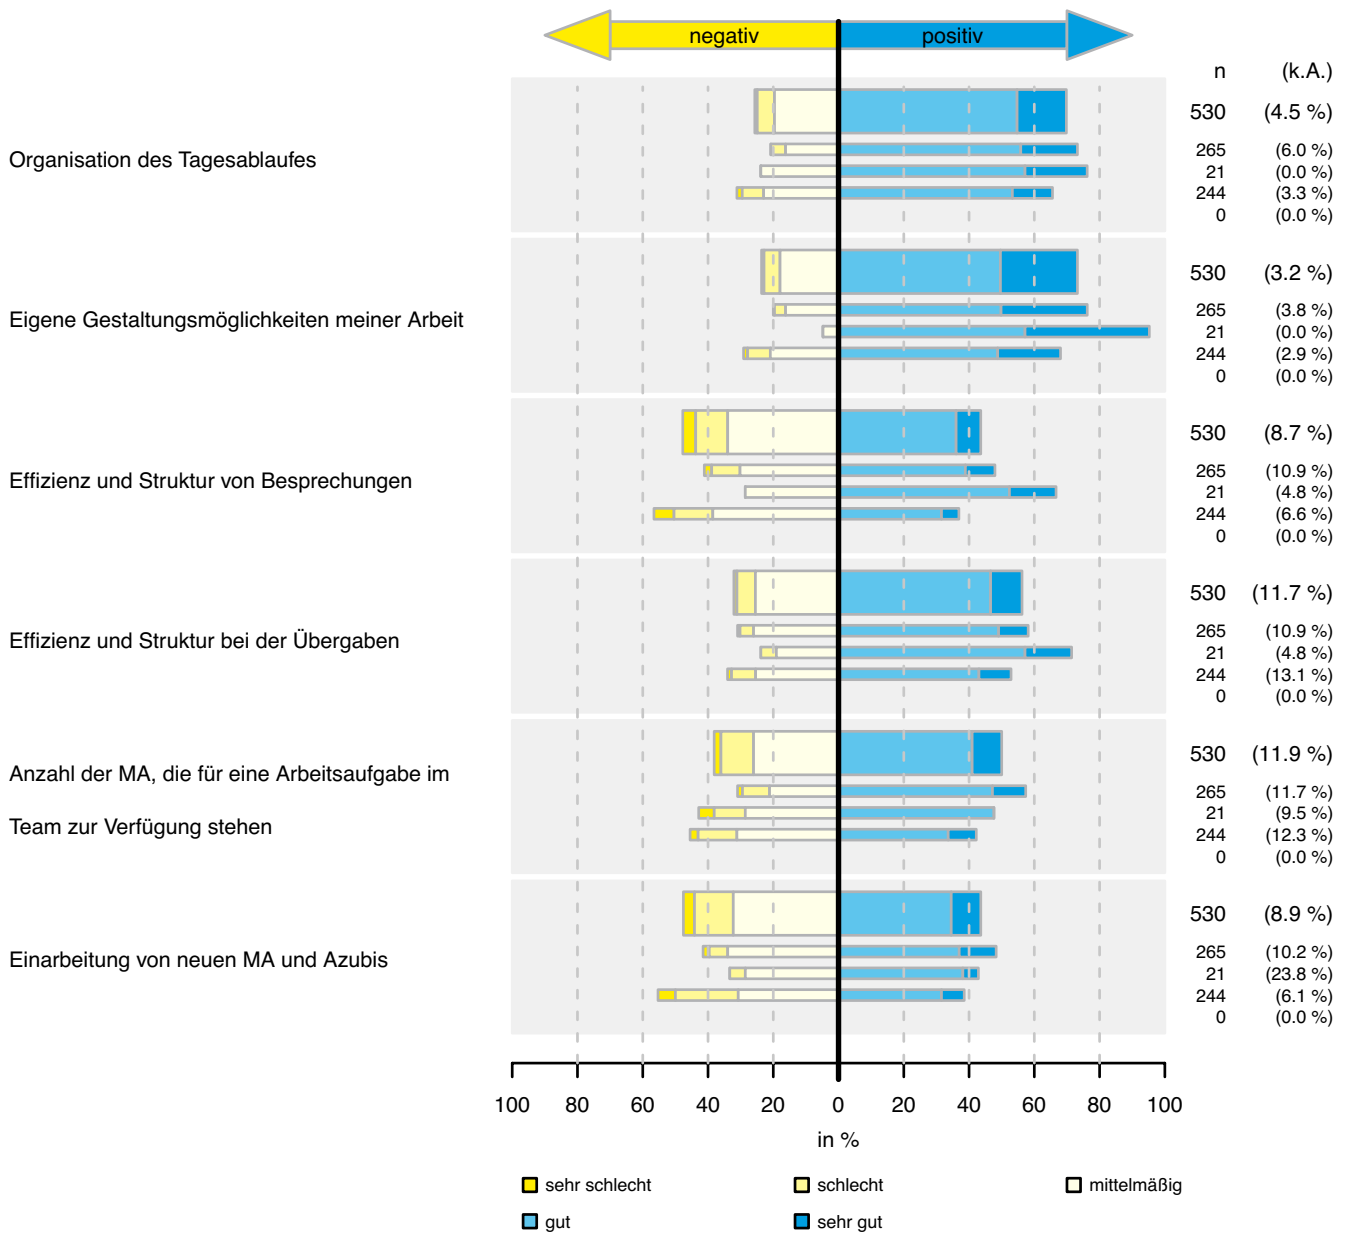 negativ positiv
n (k.A.)
530 (4.5 %)
Organisation des Tagesablaufes
265 (6.0 %)
21 (0.0 %)
244 (3.3 %)
0 (0.0 %)
530 (3.2 %)
Eigene Gestaltungsmöglichkeiten meiner Arbeit
265 (3.8 %)
21 (0.0 %)
244 (2.9 %)
0 (0.0 %)
530 (8.7 %)
Effizienz und Struktur von Besprechungen
265 (10.9 %)
21 (4.8 %)
244 (6.6 %)
0 (0.0 %)
530 (11.7 %)
Effizienz und Struktur bei der Übergaben
265 (10.9 %)
21 (4.8 %)
244 (13.1 %)
0 (0.0 %)
530 (11.9 %)
Anzahl der MA, die für eine Arbeitsaufgabe im
Team zur Verfügung stehen
265 (11.7 %)
21 (9.5 %)
244 (12.3 %)
0 (0.0 %)
530 (8.9 %)
Einarbeitung von neuen MA und Azubis
265 (10.2 %)
21 (23.8 %)
244 (6.1 %)
0 (0.0 %)
100 80 60 40 20 0 20 40 60 80 100
in %
sehr schlecht schlecht mittelmäßig
gut sehr gut